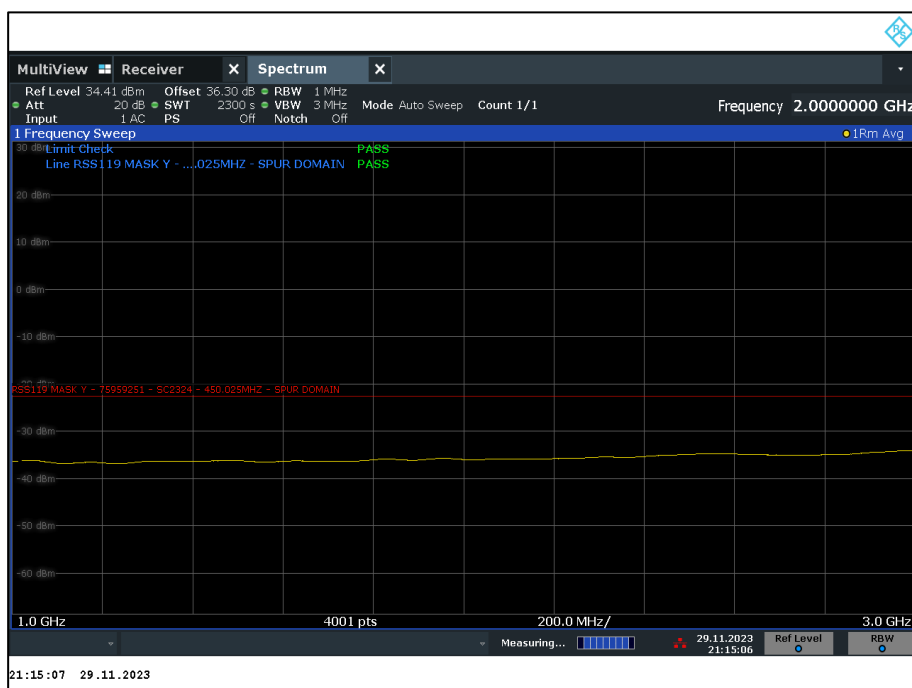 R S
MultiView Receiver X Spectrum X
Ref Level 34.41 dBm Offset 36.30 dB RBW 1 MHz
Att 20 dB SWT 2300 s VBW 3 MHz Mode Auto Sweep Count 1/1 Frequency 2.0000000 GHz
Input 1 AC PS Off Notch Off
1 Frequency Sweep 1Rm Avg
30 dBm Limit Check PASS
Line RSS119 MASK Y - ....025MHZ - SPUR DOMAIN PASS
20 dBm
10 dBm
0 dBm
-10 dBm
-20 dBm
RSS119 MASK Y - 75959251 - SC2324 - 450.025MHZ - SPUR DOMAIN
-30 dBm
-40 dBm
-50 dBm
-60 dBm
1.0 GHz 4001 pts 200.0 MHz/ 3.0 GHz
Measuring... 29.11.2023 Ref Level RBW
21:15:06
21:15:07 29.11.2023